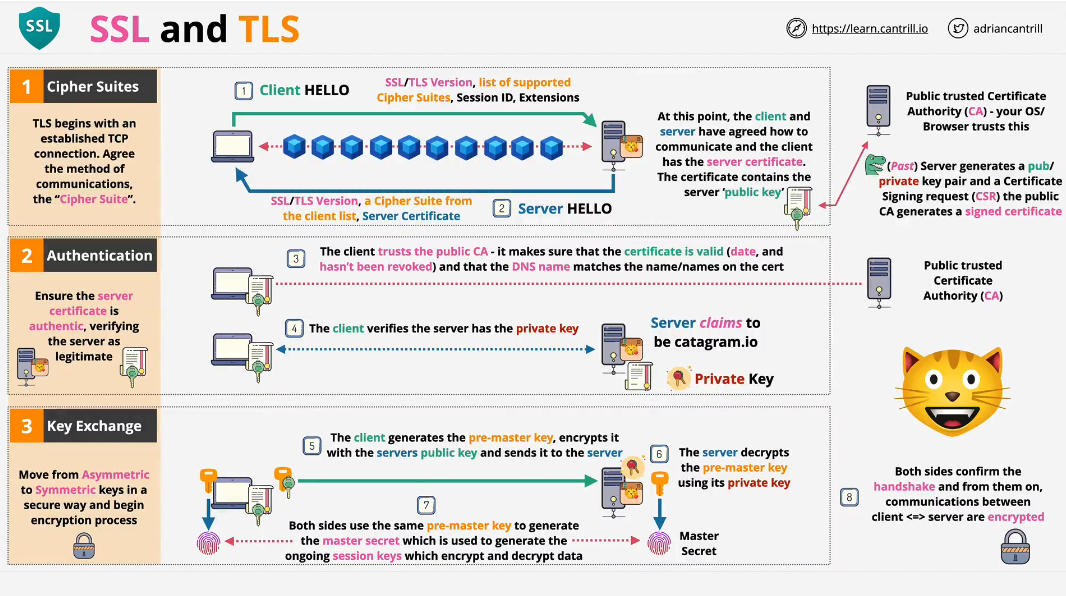 SSL
SSL and TLS
https://learn.cantrill.io
adriancantrill
1 Cipher Suites
TLS begins with an
established TCP
connection. Agree
the method of
communications,
the “Cipher Suite”.
1 Client HELLO
SSL/TLS Version, list of supported
Cipher Suites, Session ID, Extensions
SSL/TLS Version, a Cipher Suite from
the client list, Server Certificate
2 Server HELLO
At this point, the client and
server have agreed how to
communicate and the client
has the server certificate.
The certificate contains the
server ‘public key’
Public trusted Certificate
Authority (CA) - your OS/
Browser trusts this
(Past) Server generates a pub/
private key pair and a Certificate
Signing request (CSR) the public
CA generates a signed certificate
2 Authentication
Ensure the server
certificate is
authentic, verifying
the server as
legitimate
3
The client trusts the public CA - it makes sure that the certificate is valid (date, and
hasn’t been revoked) and that the DNS name matches the name/names on the cert
Public trusted
Certificate
Authority (CA)
4 The client verifies the server has the private key
Server claims to
be catagram.io
Private Key
3 Key Exchange
Move from Asymmetric
to Symmetric keys in a
secure way and begin
encryption process
5
The client generates the pre-master key, encrypts it
with the servers public key and sends it to the server
6
The server decrypts
the pre-master key
using its private key
7
Both sides use the same pre-master key to generate
the master secret which is used to generate the
ongoing session keys which encrypt and decrypt data
Master
Secret
8
Both sides confirm the
handshake and from them on,
communications between
client <=> server are encrypted